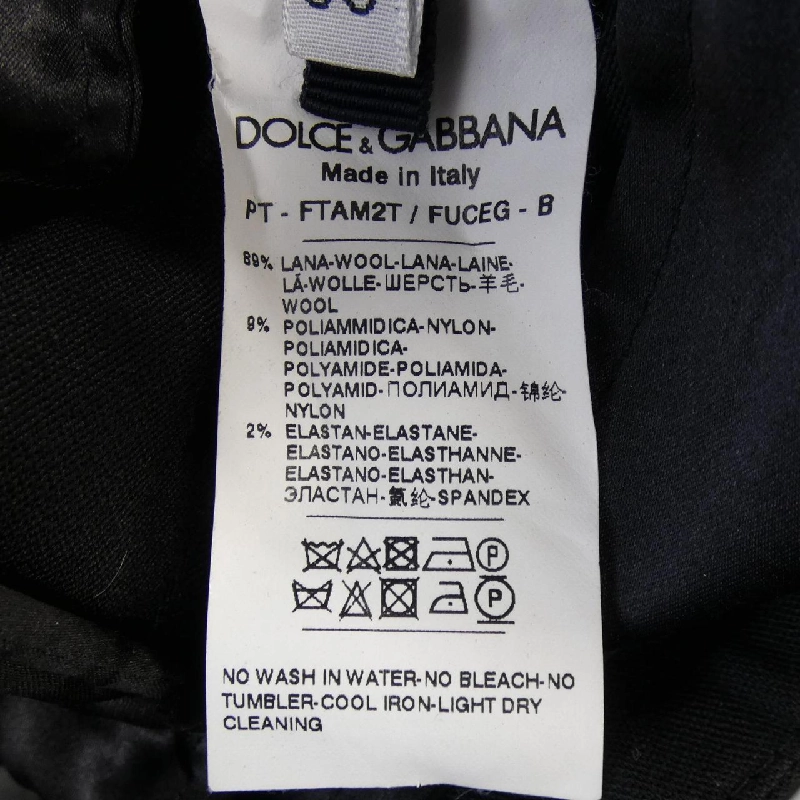 DOLCE & GABBANA
Made in Italy
PT - FTAM2T / FUCEG - B
89% LANA-WOOL-LANA-LAINE-
LÃ-WOLLE-ШЕРСТЬ-羊毛-
WOOL
9% POLIAMMIDICA-NYLON-
POLIAMIDICA-
POLYAMIDE-POLIAMIDA-
POLYAMID-ПОЛИАМИД-锦纶-
NYLON
2% ELASTAN-ELASTANE-
ELASTANO-ELASTHANNE-
ELASTANO-ELASTHAN-
ЭЛАСТАН-氨纶-SPANDEX
P
P
NO WASH IN WATER-NO BLEACH-NO
TUMBLER-COOL IRON-LIGHT DRY
CLEANING